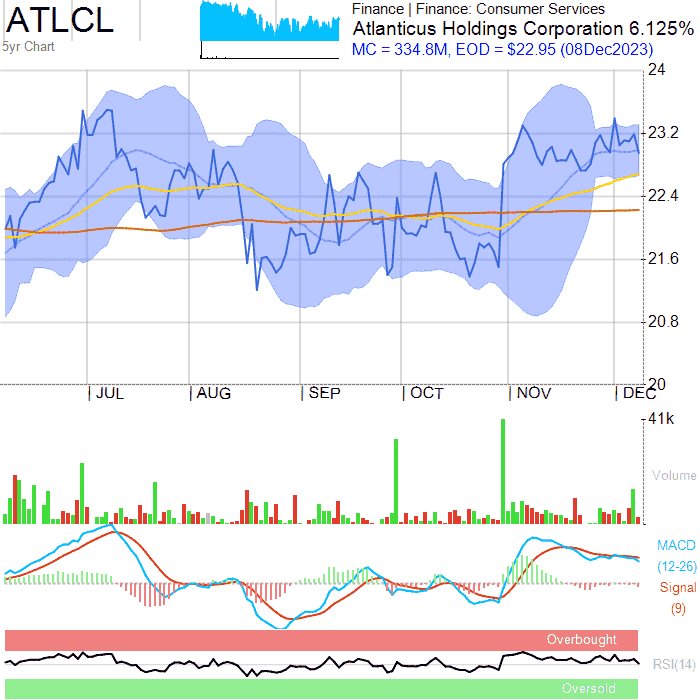 ATLCL
5yr Chart
Finance | Finance: Consumer Services
Atlanticus Holdings Corporation 6.125%
MC = 334.8M, EOD = $22.95 (08Dec2023)
24
23.2
22.4
21.6
20.8
20
JUL AUG SEP OCT NOV DEC
41k
Volume
MACD
(12-26)
Signal
(9)
Overbought
RSI(14)
Oversold